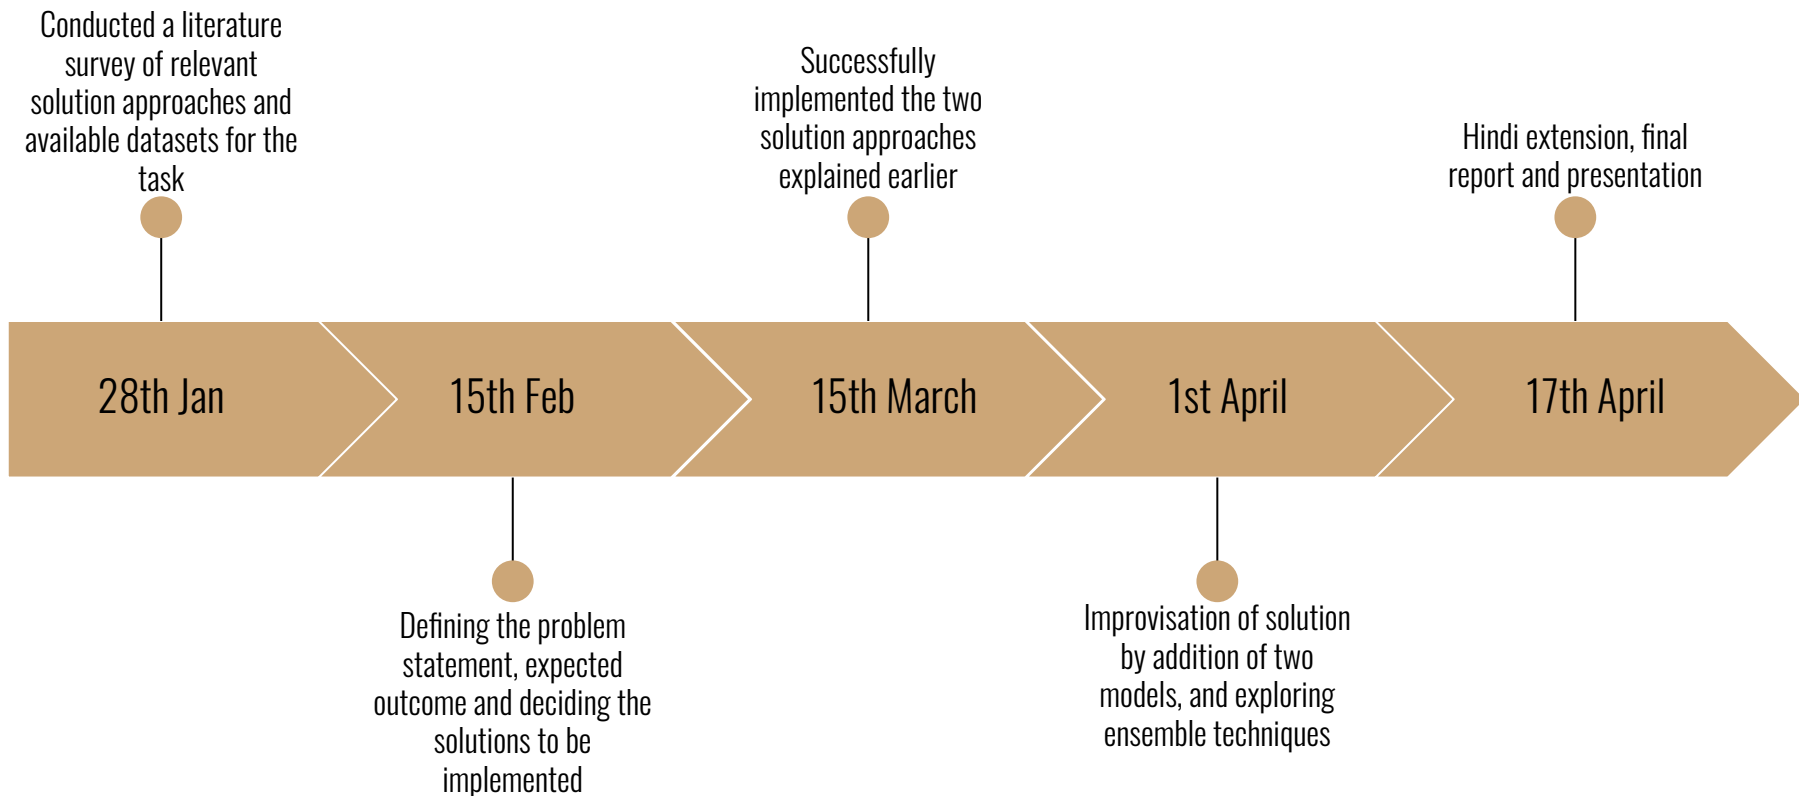 Conducted a literature
survey of relevant
solution approaches and
available datasets for the
task
Successfully
implemented the two
solution approaches
explained earlier
Hindi extension, final
report and presentation
28th Jan
15th Feb
15th March
1st April
17th April
Defining the problem
statement, expected
outcome and deciding the
solutions to be
implemented
Improvisation of solution
by addition of two
models, and exploring
ensemble techniques